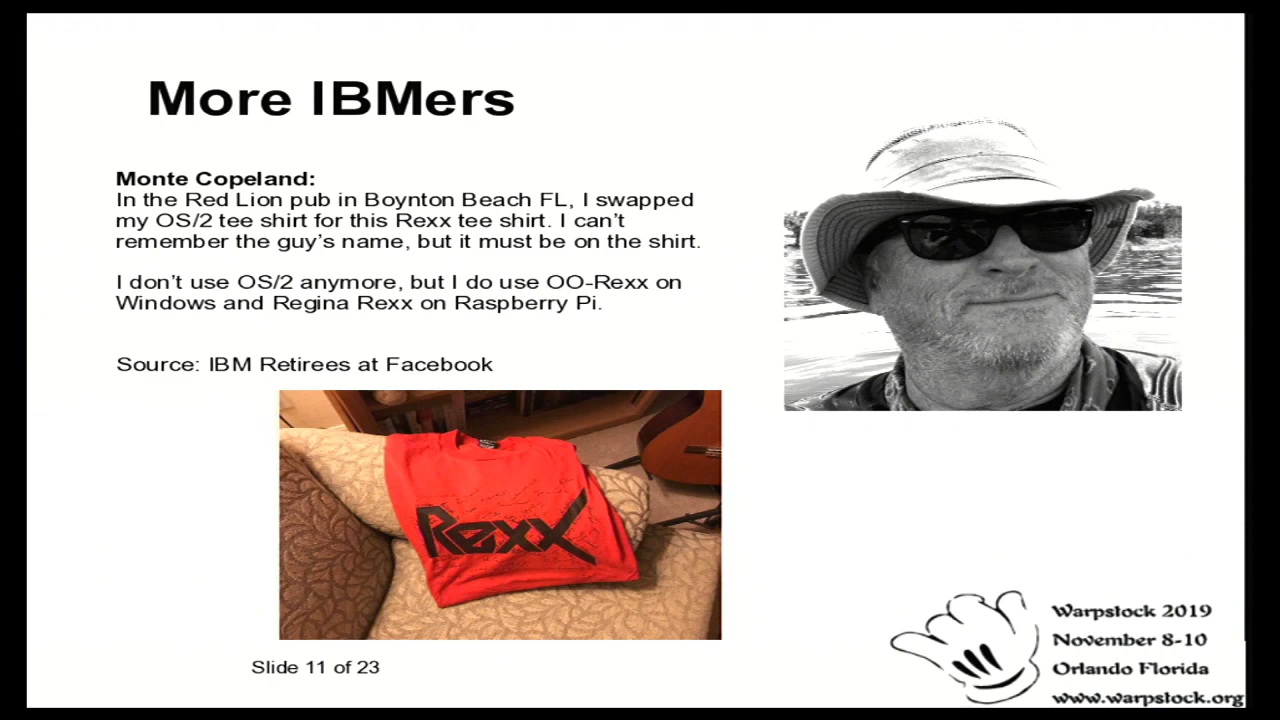 More IBMers
Monte Copeland:
In the Red Lion pub in Boynton Beach FL, I swapped
my OS/2 tee shirt for this Rexx tee shirt. I can't
remember the guy's name, but it must be on the shirt.
I don't use OS/2 anymore, but I do use OO-Rexx on
Windows and Regina Rexx on Raspberry Pi.
Source: IBM Retirees at Facebook
Rexx
Slide 11 of 23
Warpstock 2019
November 8-10
Orlando Florida
www.warpstock.org